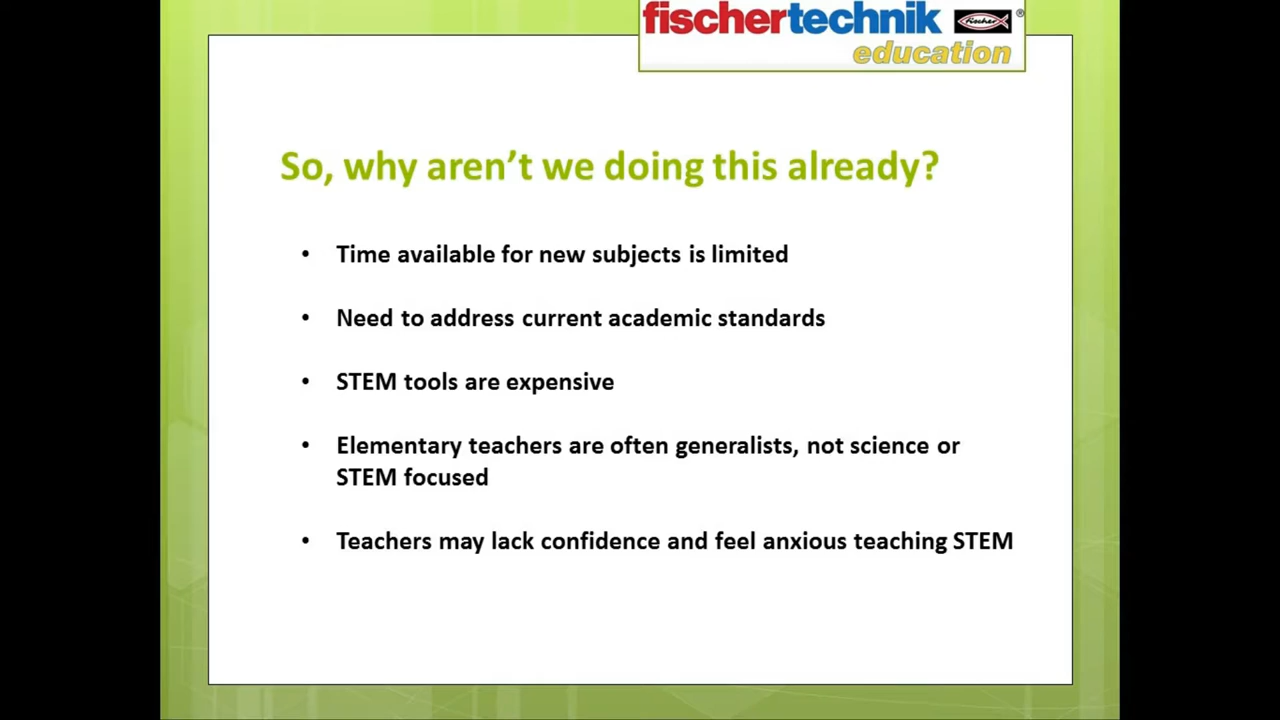 fischertechnik fischer ®
education
So, why aren't we doing this already?
• Time available for new subjects is limited
• Need to address current academic standards
• STEM tools are expensive
• Elementary teachers are often generalists, not science or
STEM focused
• Teachers may lack confidence and feel anxious teaching STEM